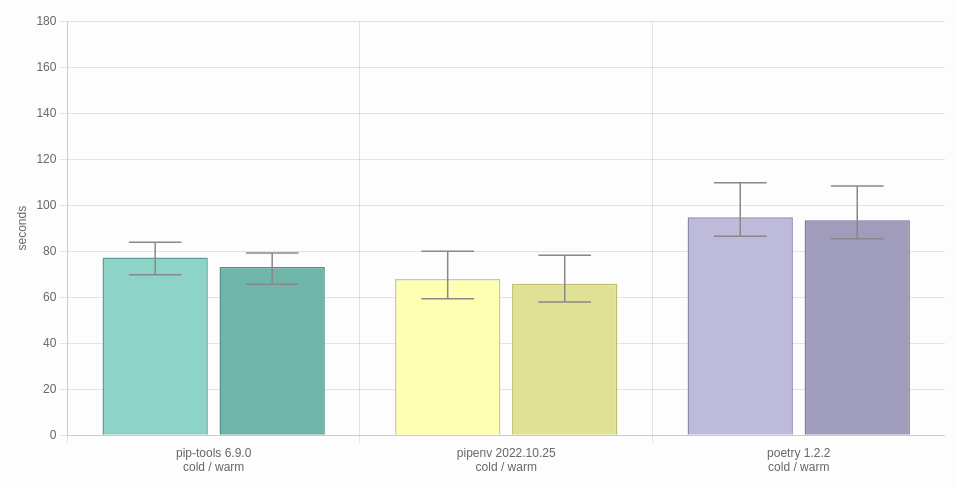 180
160
140
120
100
80
60
40
20
0
seconds
pip-tools 6.9.0
cold / warm
pipenv 2022.10.25
cold / warm
poetry 1.2.2
cold / warm